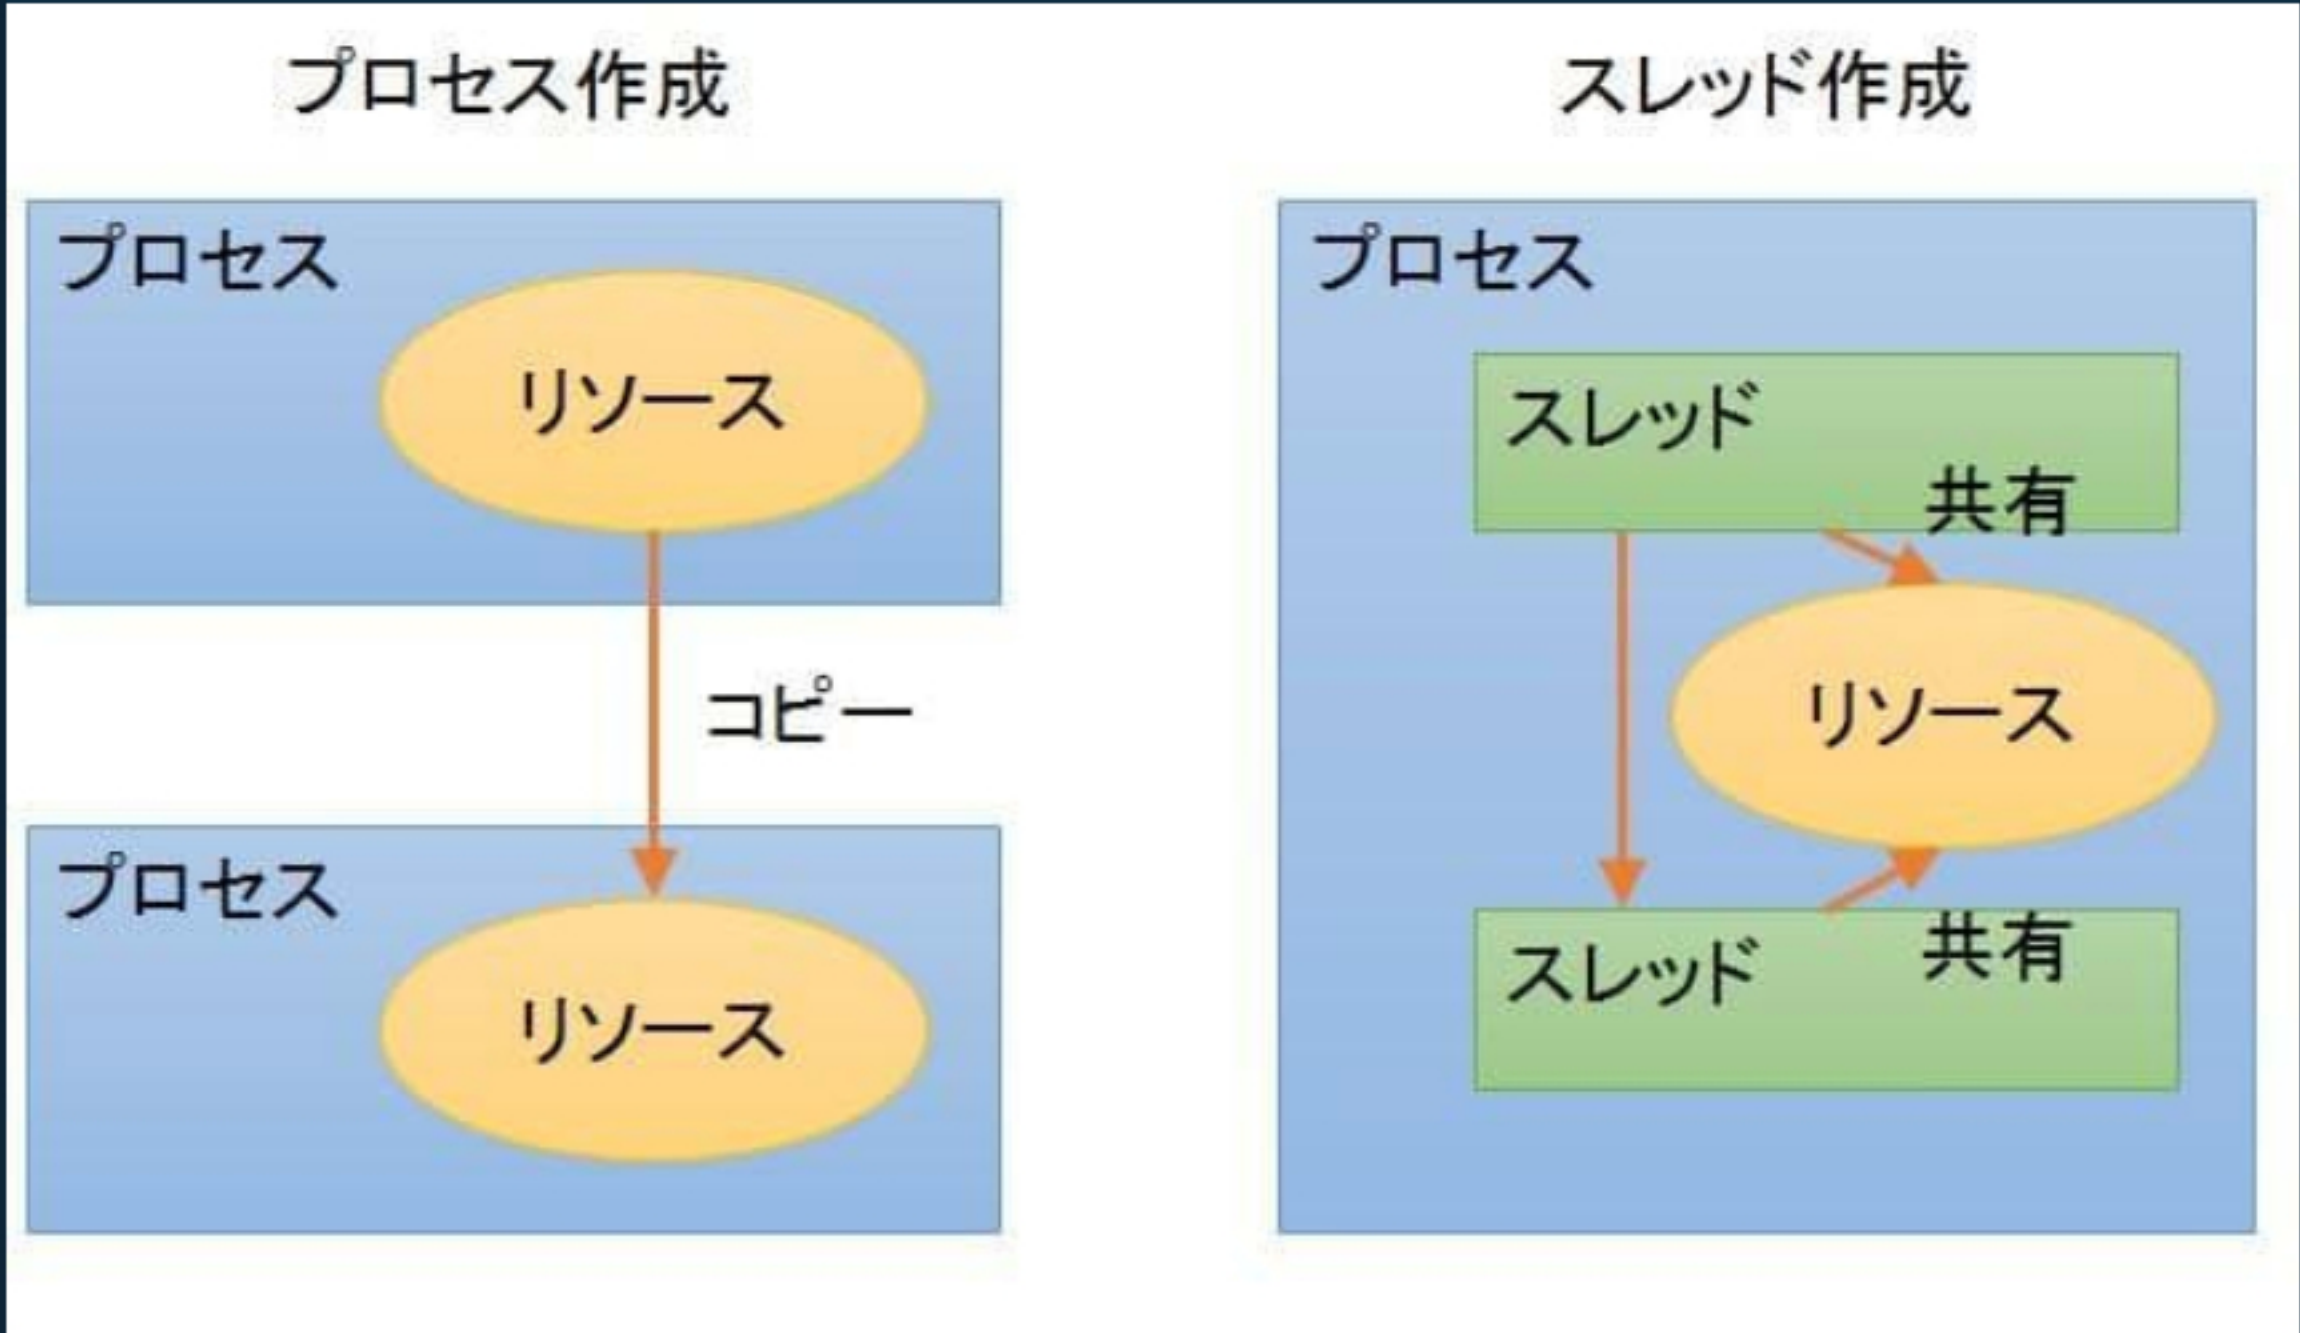 プロセス作成
プロセス
リソース
コピー
プロセス
リソース
スレッド作成
プロセス
スレッド
共有
リソース
スレッド
共有